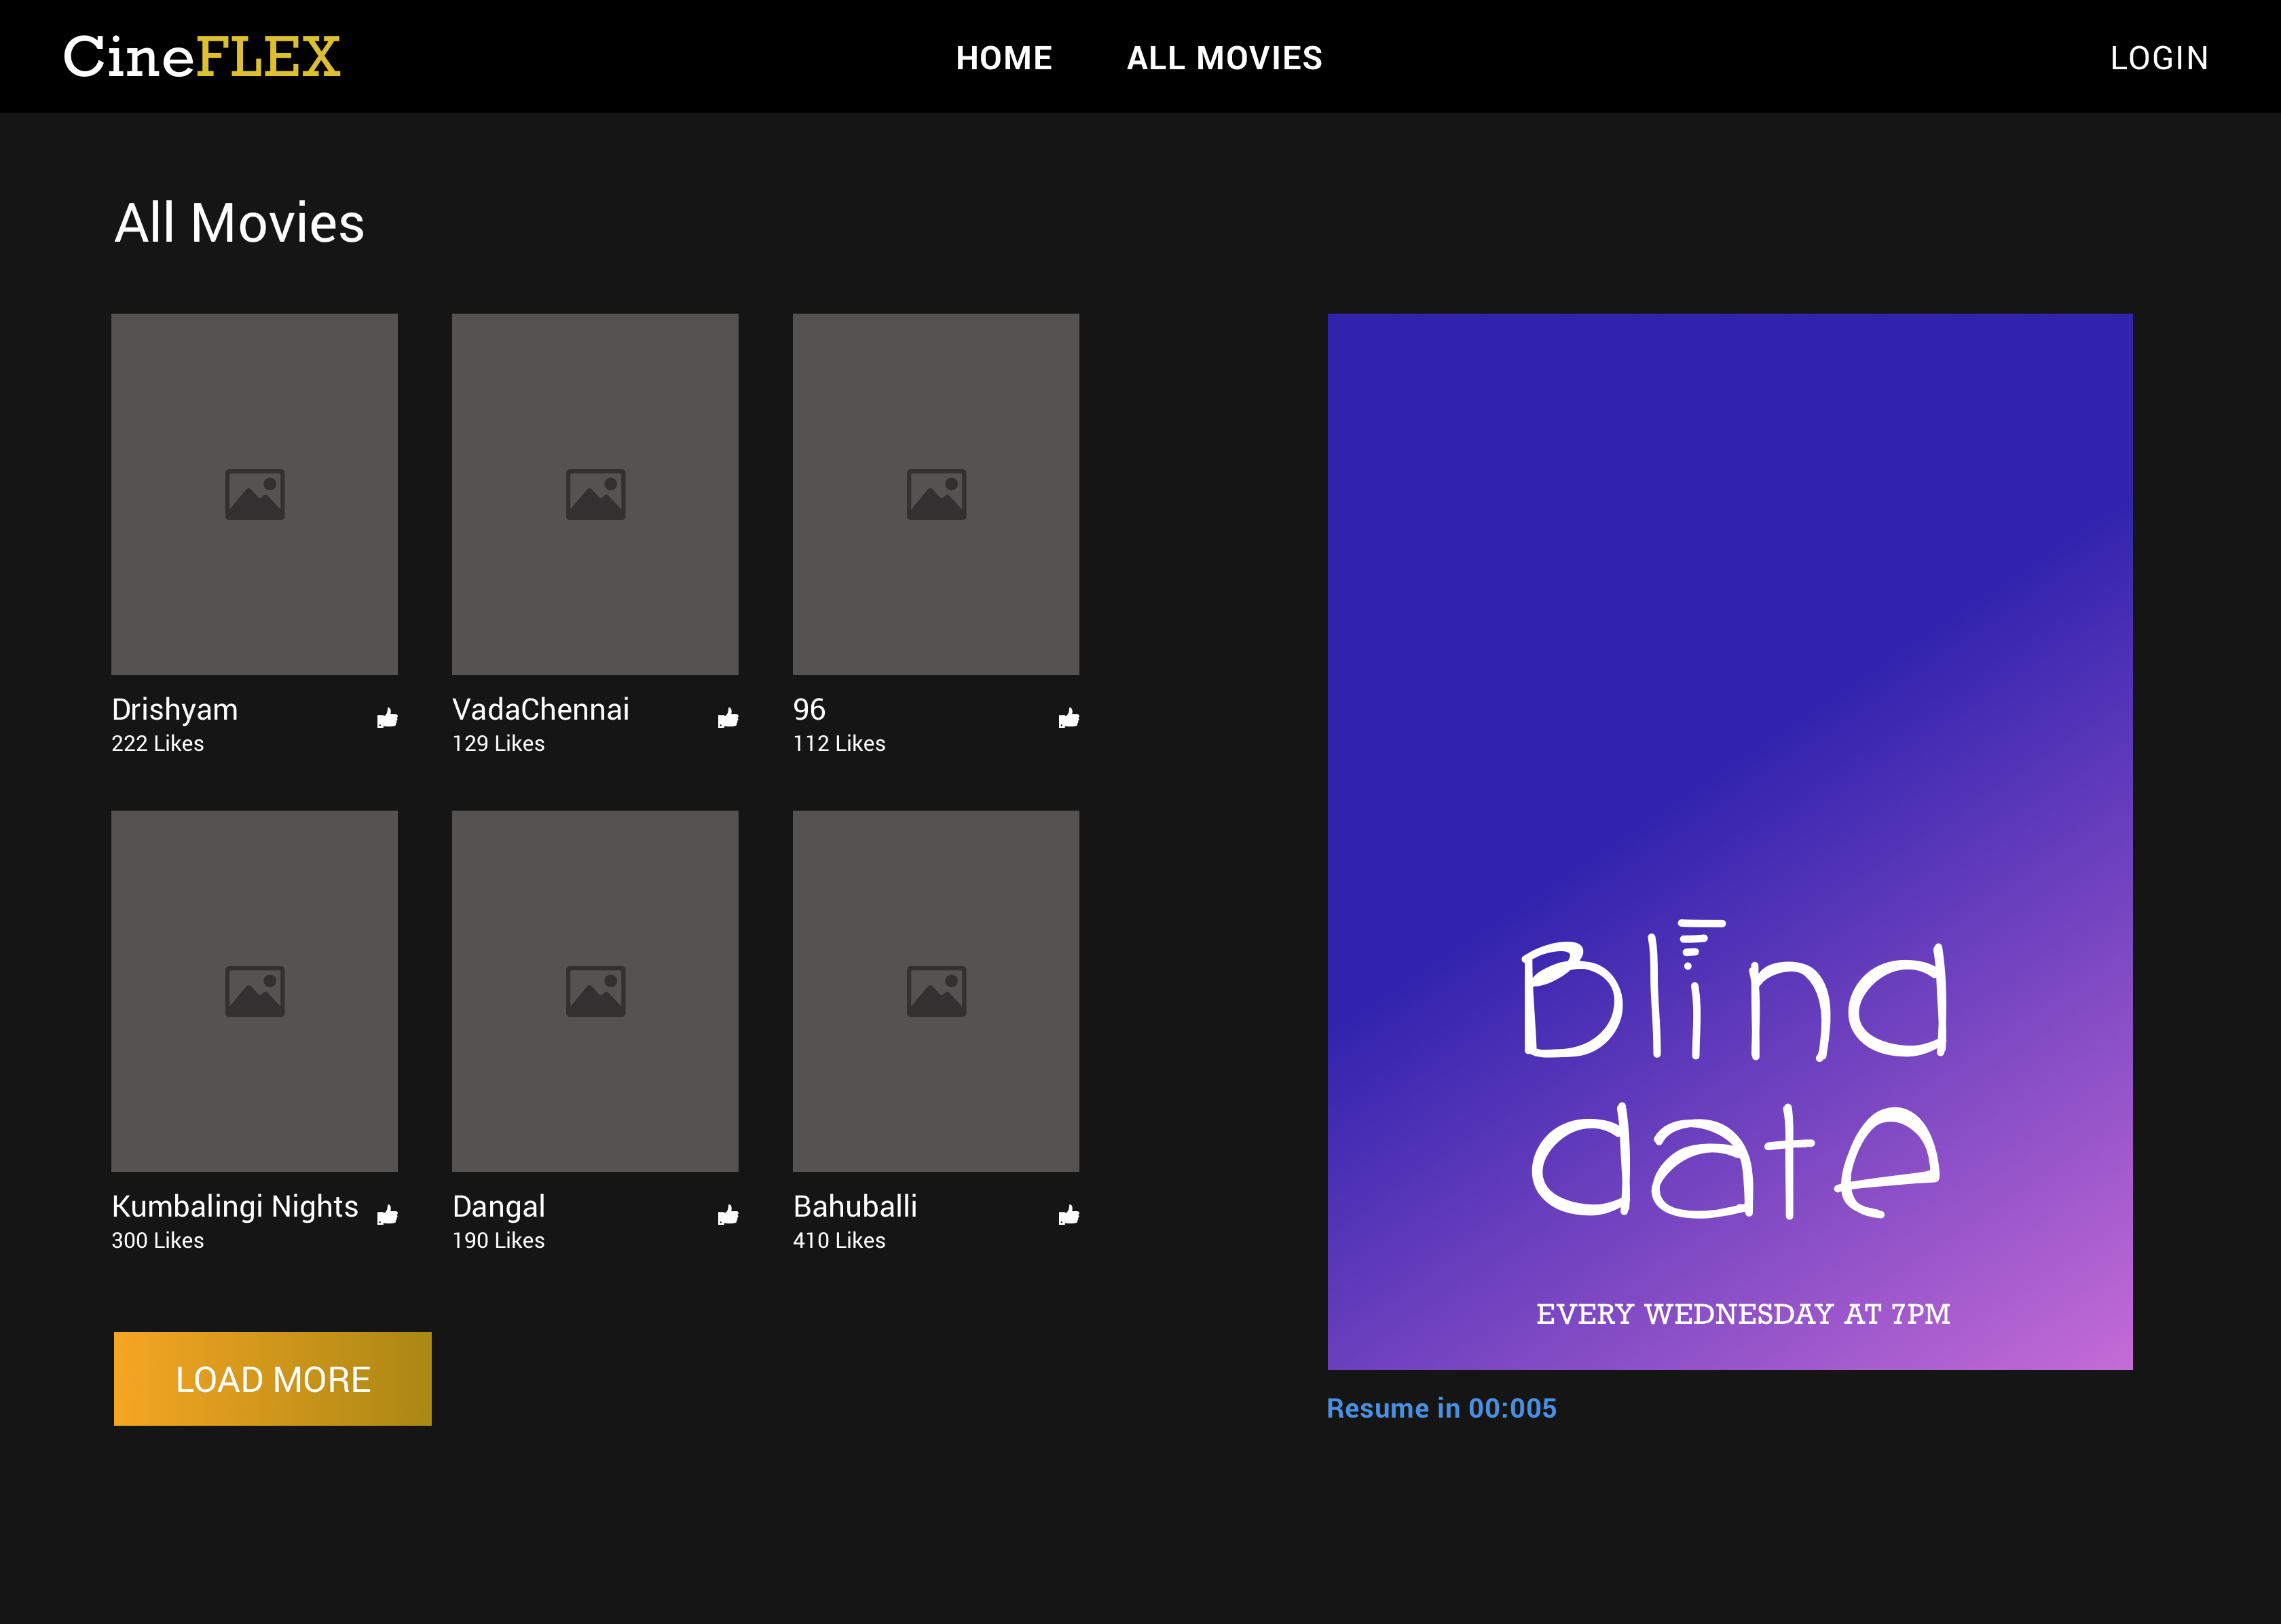 CineFLEX
HOME
ALL MOVIES
LOGIN
All Movies
Drishyam
222 Likes
VadaChennai
129 Likes
96
112 Likes
Kumbalingi Nights
300 Likes
Dangal
190 Likes
Bahuballi
410 Likes
LOAD MORE
Blind
date
EVERY WEDNESDAY AT 7PM
Resume in 00:005